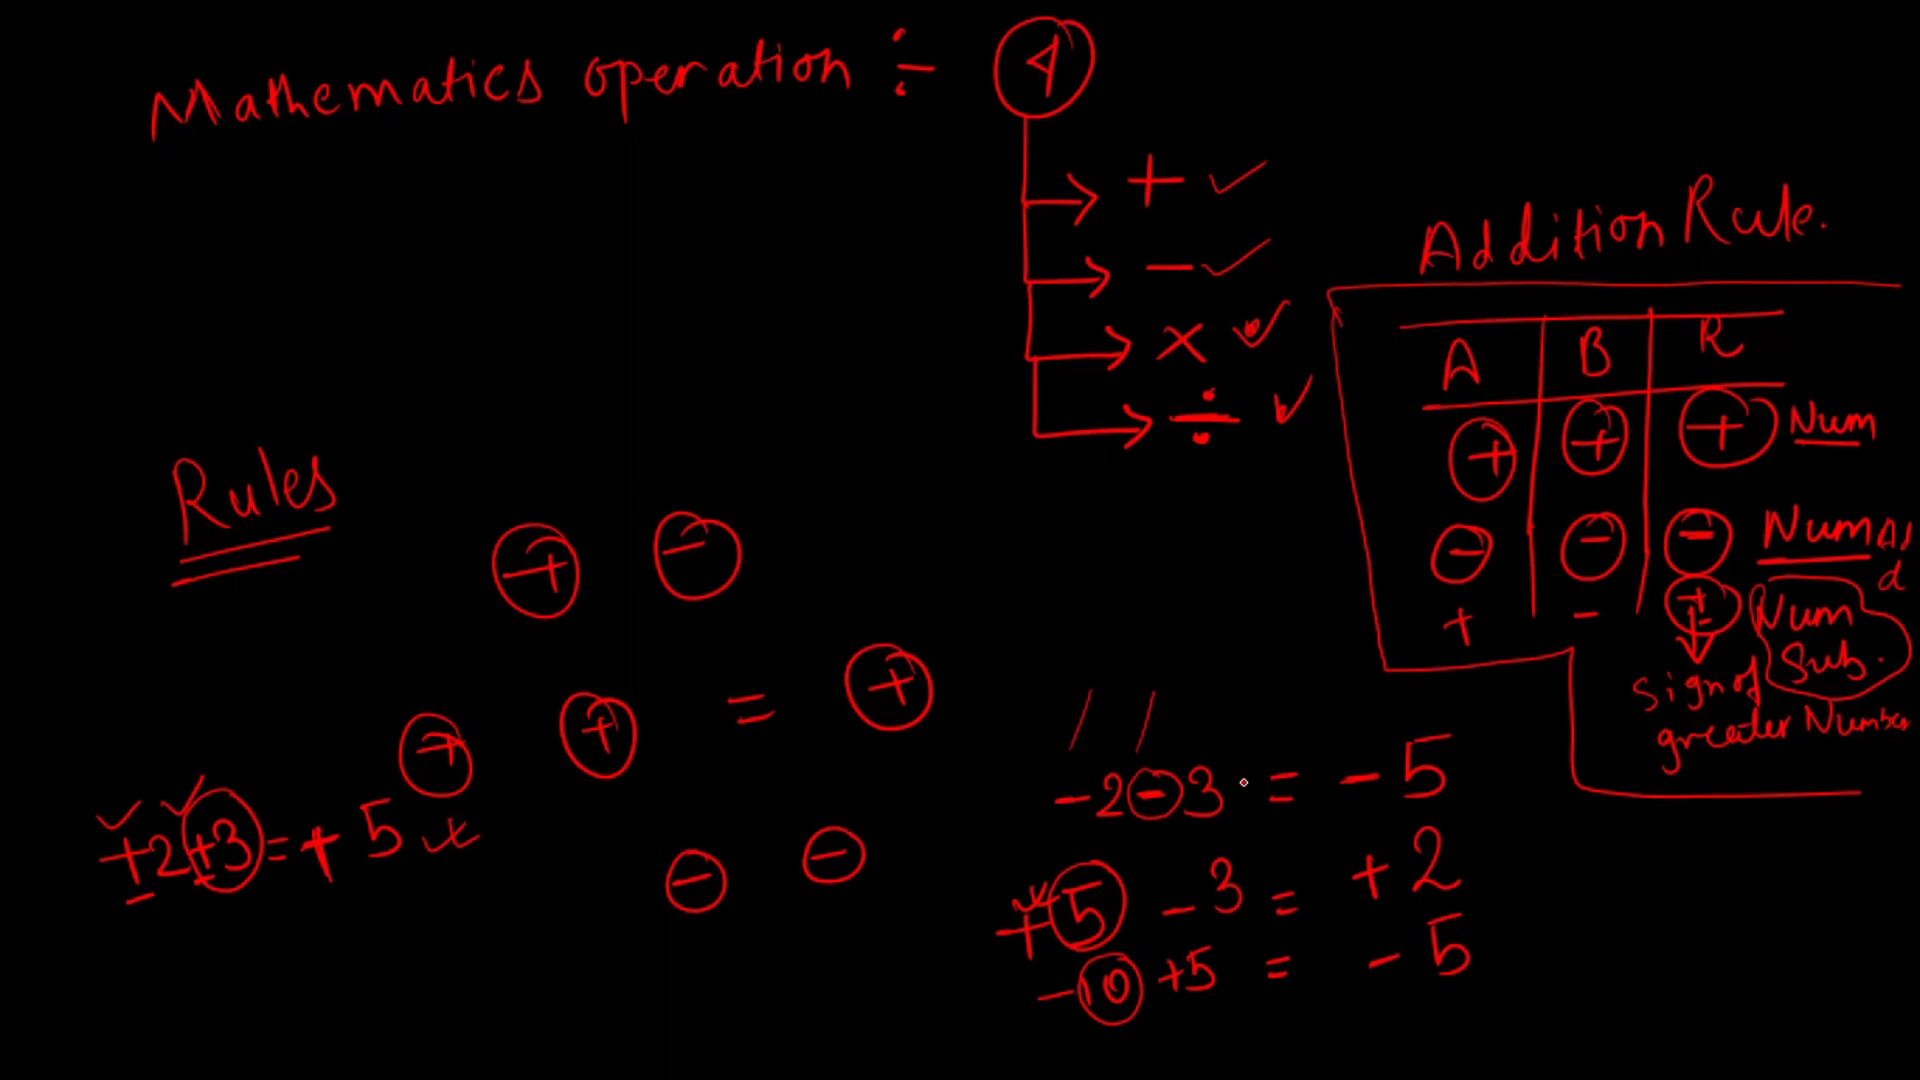 Mathematics operation ÷ 4
+ ✓
- ✓
× ✓
÷ ✓
Addition Rule.
A B R
+ + + Num
- - - Num Ad
d
+ - ± Num
Sub.
sign of
greater Number
Rules
+ -
+ + = +
- -
+2+3 = +5
-2-3 = -5
+5 -3 = +2
-10 +5 = -5